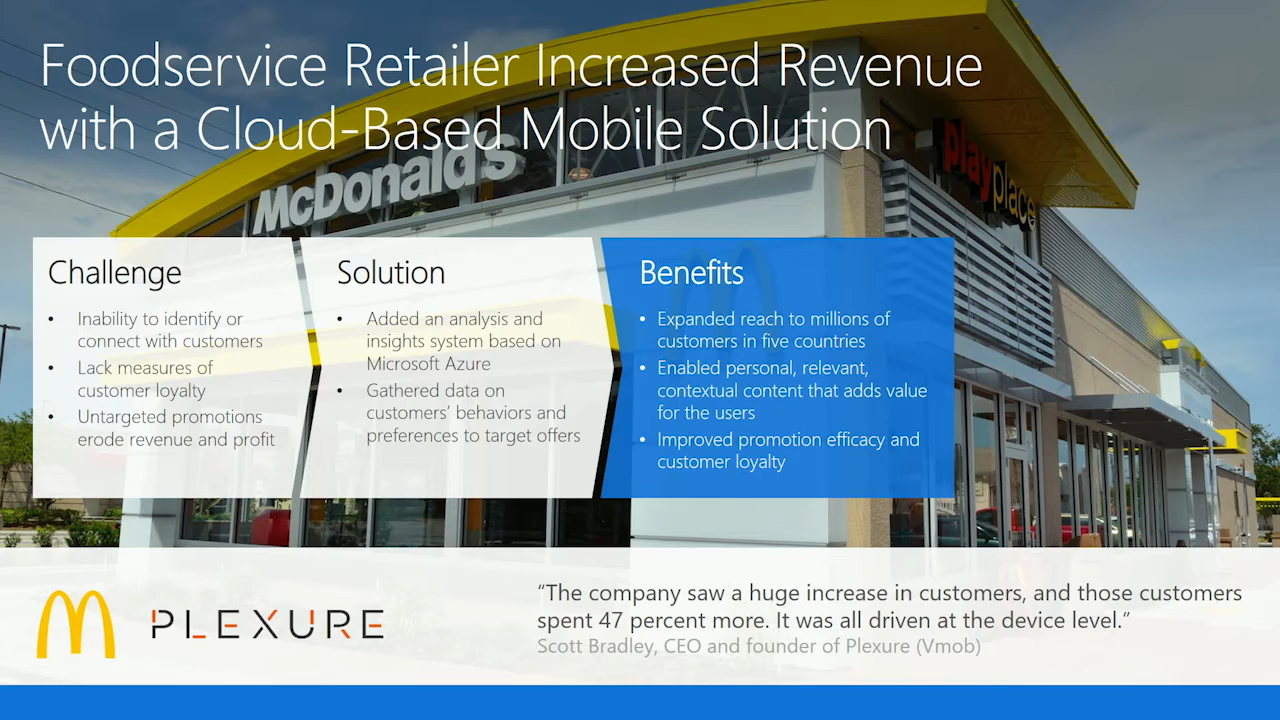 Foodservice Retailer Increased Revenue
with a Cloud-Based Mobile Solution
McDonald's
playplace
Challenge
• Inability to identify or
connect with customers
• Lack measures of
customer loyalty
• Untargeted promotions
erode revenue and profit
Solution
• Added an analysis and
insights system based on
Microsoft Azure
• Gathered data on
customers’ behaviors and
preferences to target offers
Benefits
• Expanded reach to millions of
customers in five countries
• Enabled personal, relevant,
contextual content that adds value
for the users
• Improved promotion efficacy and
customer loyalty
PLEXURE
“The company saw a huge increase in customers, and those customers
spent 47 percent more. It was all driven at the device level.”
Scott Bradley, CEO and founder of Plexure (Vmob)